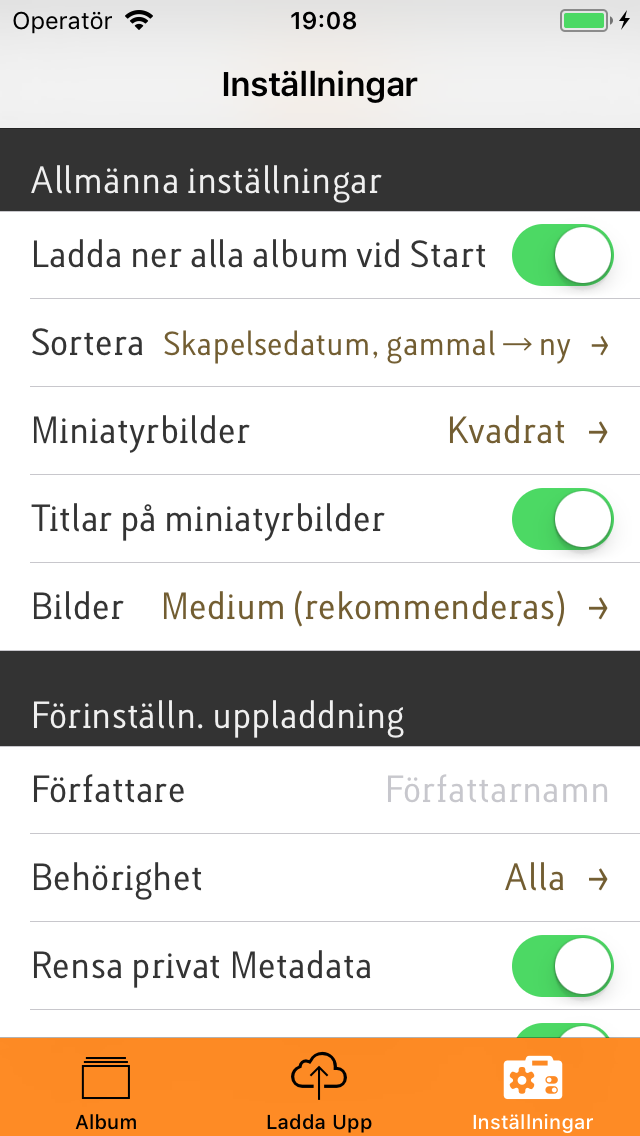 Operatör 19:08
Inställningar
Allmänna inställningar
Ladda ner alla album vid Start
Sortera Skapelsedatum, gammal → ny →
Miniatyrbilder Kvadrat →
Titlar på miniatyrbilder
Bilder Medium (rekommenderas) →
Förinställn. uppladdning
Författare Författarnamn
Behörighet Alla →
Rensa privat Metadata
Album Ladda Upp Inställningar